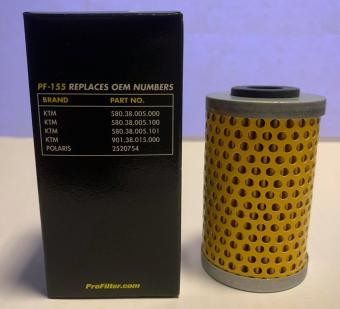 PF-155 REPLACES OEM NUMBERS
BRAND PART NO.
KTM 580.38.005.000
KTM 580.38.005.100
KTM 580.38.005.101
KTM 901.38.015.000
POLARIS 2520754
ProFilter.com